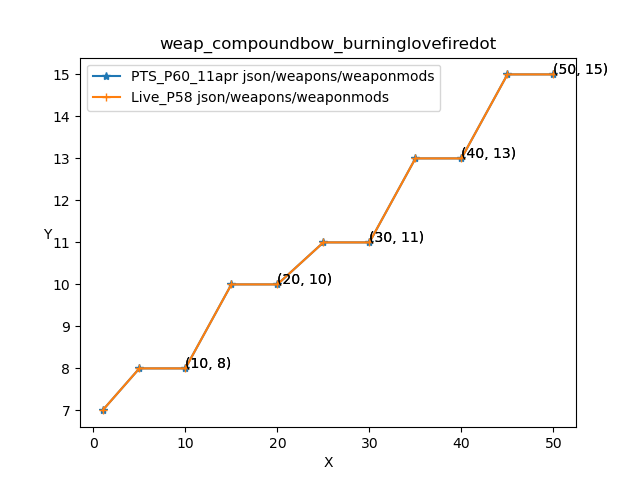 weap_compoundbow_burninglovefiredot
PTS_P60_11apr json/weapons/weaponmods
Live_P58 json/weapons/weaponmods
(50, 15)
(40, 13)
(30, 11)
(20, 10)
(10, 8)
Y
15
14
13
12
11
10
9
8
7
0 10 20 30 40 50
X